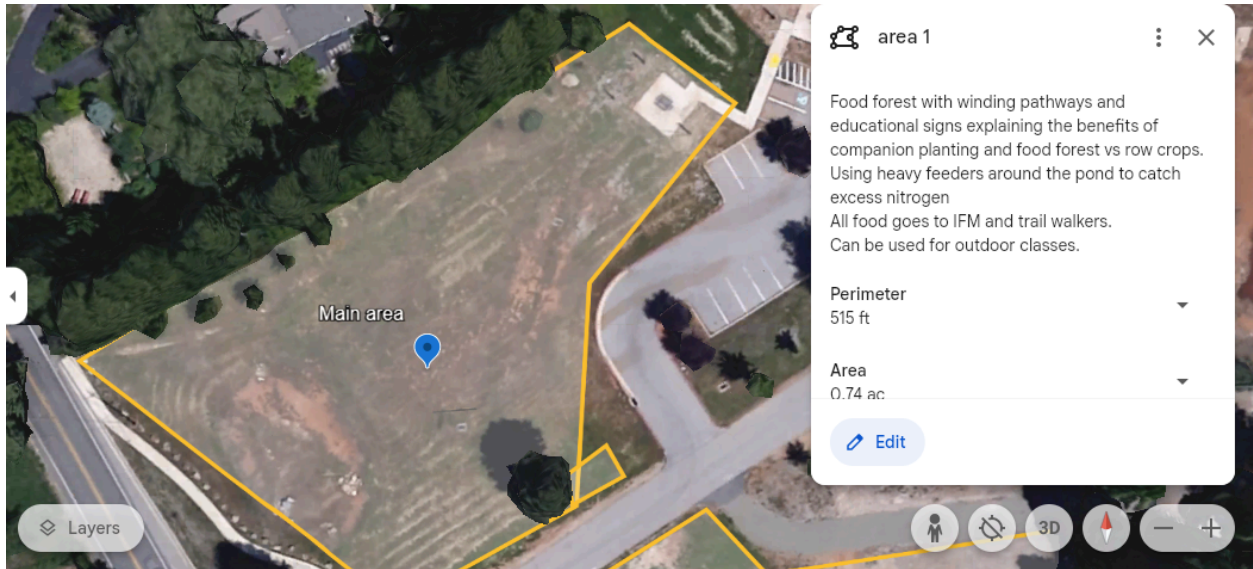 area 1
Food forest with winding pathways and
educational signs explaining the benefits of
companion planting and food forest vs row crops.
Using heavy feeders around the pond to catch
excess nitrogen
All food goes to IFM and trail walkers.
Can be used for outdoor classes.
Perimeter
515 ft
Area
0.74 ac
Edit
Main area
Layers
3D